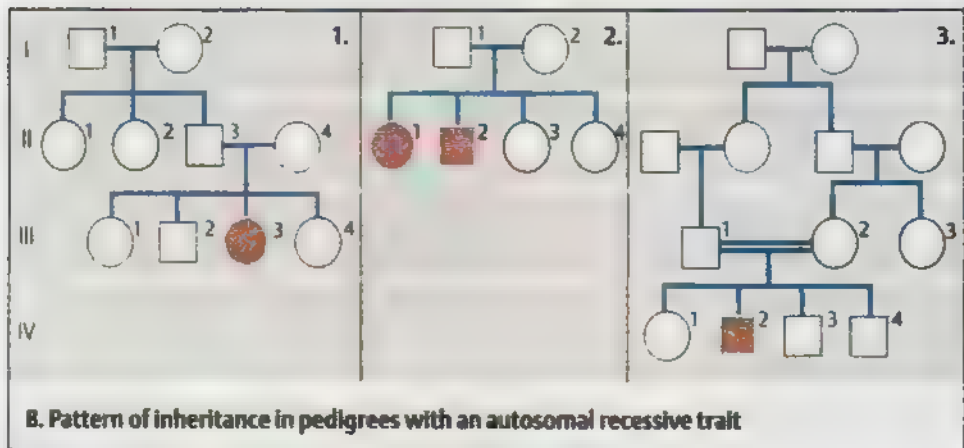 I 1 2 1. 1 2 2. 3.
II 1 2 3 4 1 2 3 4
III 1 2 3 4 1 2 3
IV 1 2 3 4
B. Pattern of inheritance in pedigrees with an autosomal recessive trait